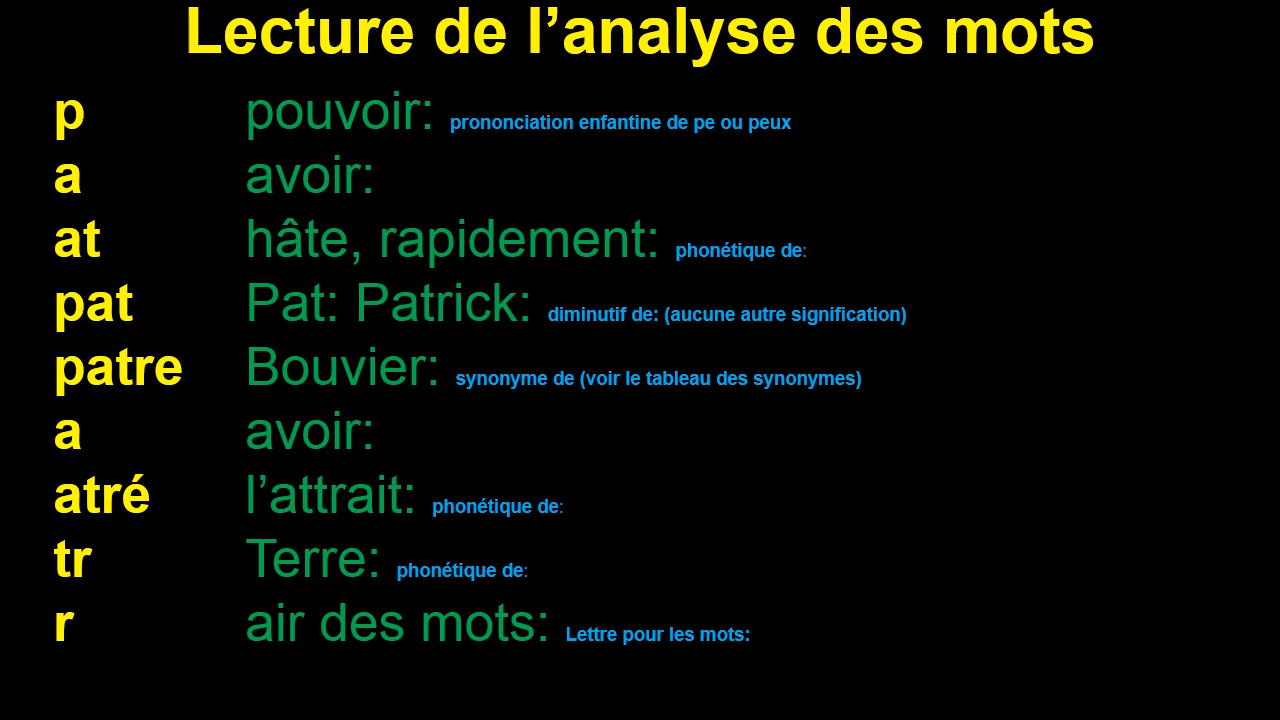 Lecture de l’analyse des mots
p pouvoir: prononciation enfantine de pe ou peux
a avoir:
at hâte, rapidement: phonétique de:
pat Pat: Patrick: diminutif de: (aucune autre signification)
patre Bouvier: synonyme de (voir le tableau des synonymes)
a avoir:
atré l’attrait: phonétique de:
tr Terre: phonétique de:
r air des mots: Lettre pour les mots: